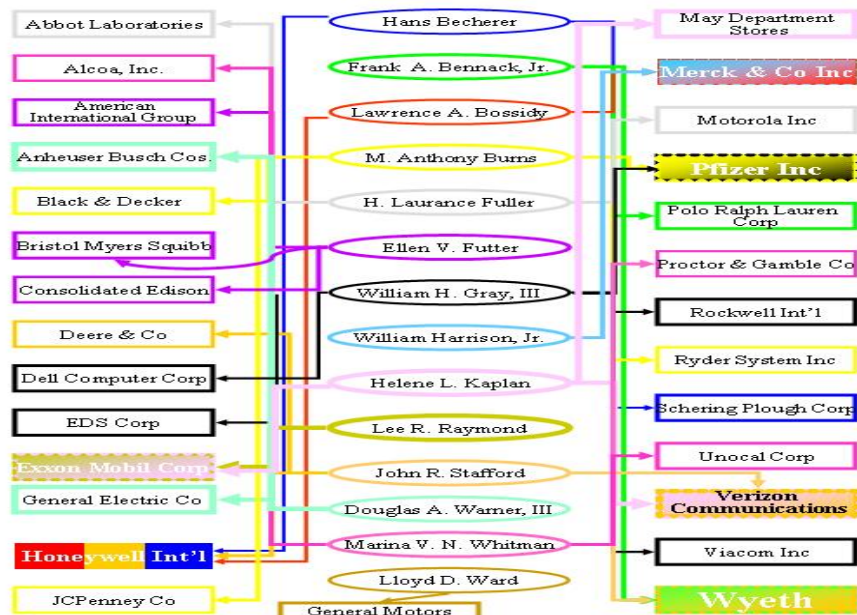 Abbot Laboratories
Alcoa, Inc.
American
International Group
Anheuser Busch Cos.
Black & Decker
Bristol Myers Squibb
Consolidated Edison
Deere & Co
Dell Computer Corp
EDS Corp
Exxon Mobil Corp
General Electric Co
Honeywell Int'l
JCPenney Co
Hans Becherer
Frank A. Bennack, Jr.
Lawrence A. Bossidy
M. Anthony Burns
H. Laurance Fuller
Ellen V. Futter
William H. Gray, III
William Harrison, Jr.
Helene L. Kaplan
Lee R. Raymond
John R. Stafford
Douglas A. Warner, III
Marina V. N. Whitman
Lloyd D. Ward
General Motors
May Department
Stores
Merck & Co Inc
Motorola Inc
Pfizer Inc
Polo Ralph Lauren
Corp
Proctor & Gamble Co
Rockwell Int'l
Ryder System Inc
Schering Plough Corp
Unocal Corp
Verizon
Communications
Viacom Inc
Wyeth